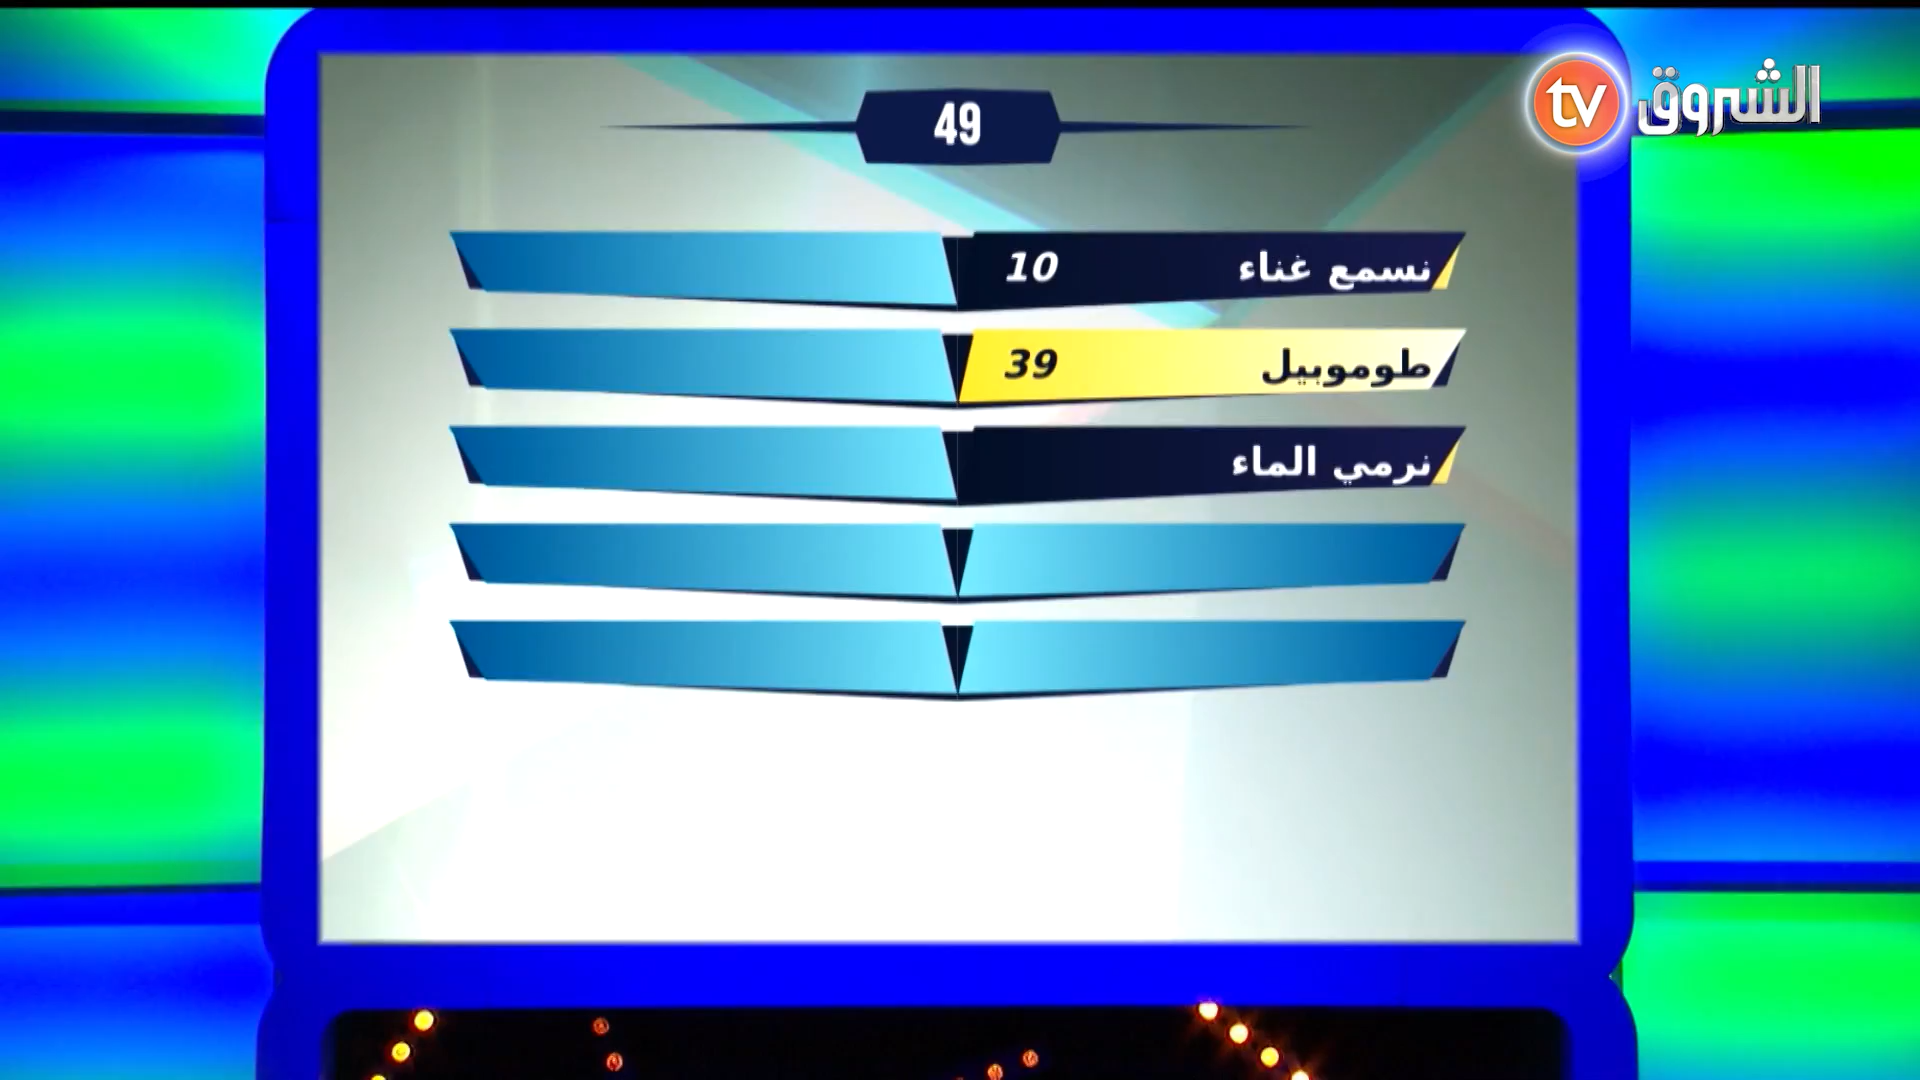 tv الشروق
49
نسمع غناء 10
طوموبيل 39
نرمي الماء